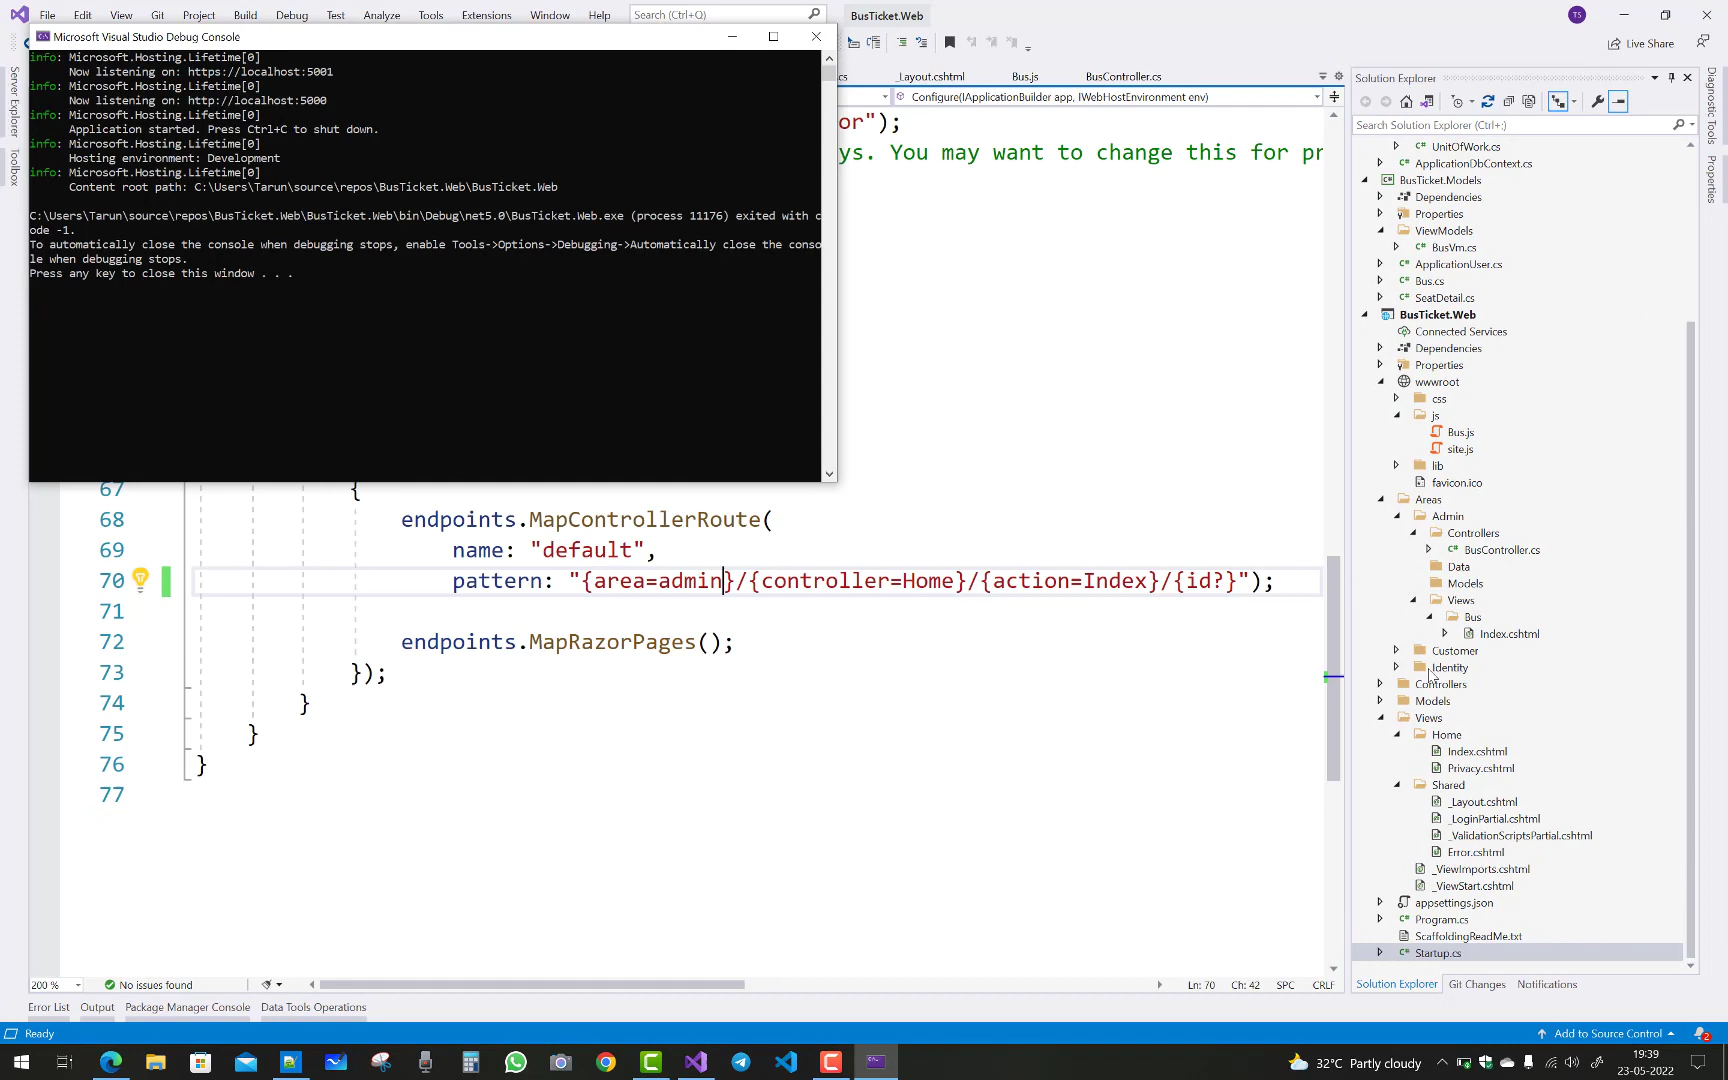 File Edit View Git Project Build Debug Test Analyze Tools Extensions Window Help Search (Ctrl+Q) BusTicket.Web TS
Live Share
Microsoft Visual Studio Debug Console
info: Microsoft.Hosting.Lifetime[0]
Now listening on: https://localhost:5001
info: Microsoft.Hosting.Lifetime[0]
Now listening on: http://localhost:5000
info: Microsoft.Hosting.Lifetime[0]
Application started. Press Ctrl+C to shut down.
info: Microsoft.Hosting.Lifetime[0]
Hosting environment: Development
info: Microsoft.Hosting.Lifetime[0]
Content root path: C:\Users\Tarun\source\repos\BusTicket.Web\BusTicket.Web
C:\Users\Tarun\source\repos\BusTicket.Web\BusTicket.Web\bin\Debug\net5.0\BusTicket.Web.exe (process 11176) exited with c
ode -1.
To automatically close the console when debugging stops, enable Tools->Options->Debugging->Automatically close the conso
le when debugging stops.
Press any key to close this window . . .
Server Explorer
Toolbox
.cs _Layout.cshtml Bus.js BusController.cs
Configure(IApplicationBuilder app, IWebHostEnvironment env)
or");
ys. You may want to change this for pr
67 {
68 endpoints.MapControllerRoute(
69 name: "default",
70 pattern: "{area=admin}/{controller=Home}/{action=Index}/{id?}");
71
72 endpoints.MapRazorPages();
73 });
74 }
75 }
76 }
77
200 % No issues found Ln: 70 Ch: 42 SPC CRLF
Error List Output Package Manager Console Data Tools Operations
Solution Explorer
Search Solution Explorer (Ctrl+;)
UnitOfWork.cs
ApplicationDbContext.cs
BusTicket.Models
Dependencies
Properties
ViewModels
BusVm.cs
ApplicationUser.cs
Bus.cs
SeatDetail.cs
BusTicket.Web
Connected Services
Dependencies
Properties
wwwroot
css
js
Bus.js
site.js
lib
favicon.ico
Areas
Admin
Controllers
BusController.cs
Data
Models
Views
Bus
Index.cshtml
Customer
Identity
Controllers
Models
Views
Home
Index.cshtml
Privacy.cshtml
Shared
_Layout.cshtml
_LoginPartial.cshtml
_ValidationScriptsPartial.cshtml
Error.cshtml
_ViewImports.cshtml
_ViewStart.cshtml
appsettings.json
Program.cs
ScaffoldingReadMe.txt
Startup.cs
Solution Explorer Git Changes Notifications
Diagnostic Tools
Properties
Ready Add to Source Control 2
32°C Partly cloudy 19:39
23-05-2022